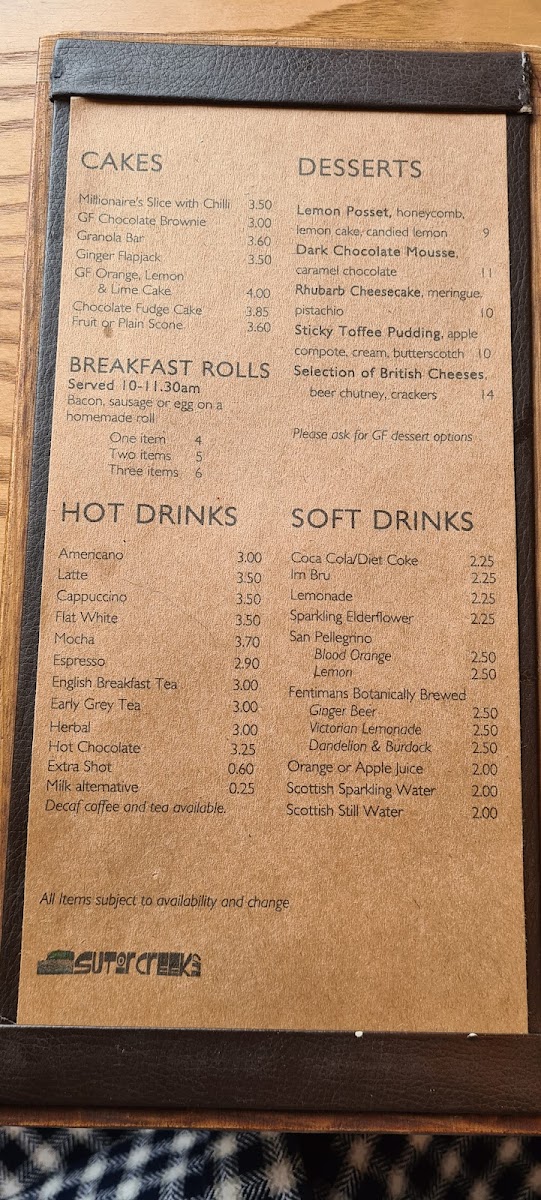 CAKES
Millionaire's Slice with Chilli 3.50
GF Chocolate Brownie 3.00
Granola Bar 3.60
Ginger Flapjack 3.50
GF Orange, Lemon
& Lime Cake 4.00
Chocolate Fudge Cake 3.85
Fruit or Plain Scone 3.60
BREAKFAST ROLLS
Served 10-11.30am
Bacon, sausage or egg on a
homemade roll
One item 4
Two items 5
Three items 6
DESSERTS
Lemon Posset, honeycomb,
lemon cake, candied lemon 9
Dark Chocolate Mousse,
caramel chocolate 11
Rhubarb Cheesecake, meringue,
pistachio 10
Sticky Toffee Pudding, apple
compote, cream, butterscotch 10
Selection of British Cheeses,
beer chutney, crackers 14
Please ask for GF dessert options
HOT DRINKS
Americano 3.00
Latte 3.50
Cappuccino 3.50
Flat White 3.50
Mocha 3.70
Espresso 2.90
English Breakfast Tea 3.00
Early Grey Tea 3.00
Herbal 3.00
Hot Chocolate 3.25
Extra Shot 0.60
Milk alternative 0.25
Decaf coffee and tea available.
SOFT DRINKS
Coca Cola/Diet Coke 2.25
Irn Bru 2.25
Lemonade 2.25
Sparkling Elderflower 2.25
San Pellegrino
Blood Orange 2.50
Lemon 2.50
Fentimans Botanically Brewed
Ginger Beer 2.50
Victorian Lemonade 2.50
Dandelion & Burdock 2.50
Orange or Apple Juice 2.00
Scottish Sparkling Water 2.00
Scottish Still Water 2.00
All Items subject to availability and change
SUTOR CREEK